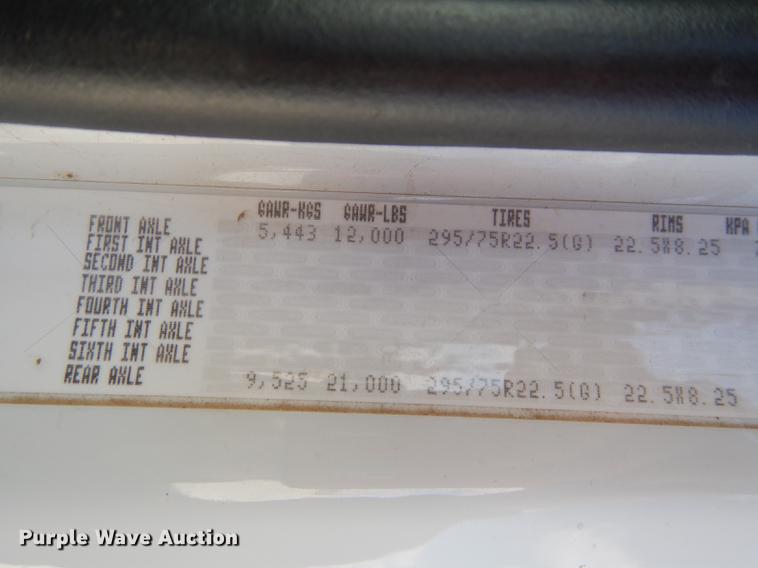 GAWR-KGS GAWR-LBS TIRES RIMS KPA
FRONT AXLE 5,443 12,000 295/75R22.5(G) 22.5X8.25
FIRST INT AXLE
SECOND INT AXLE
THIRD INT AXLE
FOURTH INT AXLE
FIFTH INT AXLE
SIXTH INT AXLE
REAR AXLE 9,525 21,000 295/75R22.5(G) 22.5X8.25
Purple Wave Auction